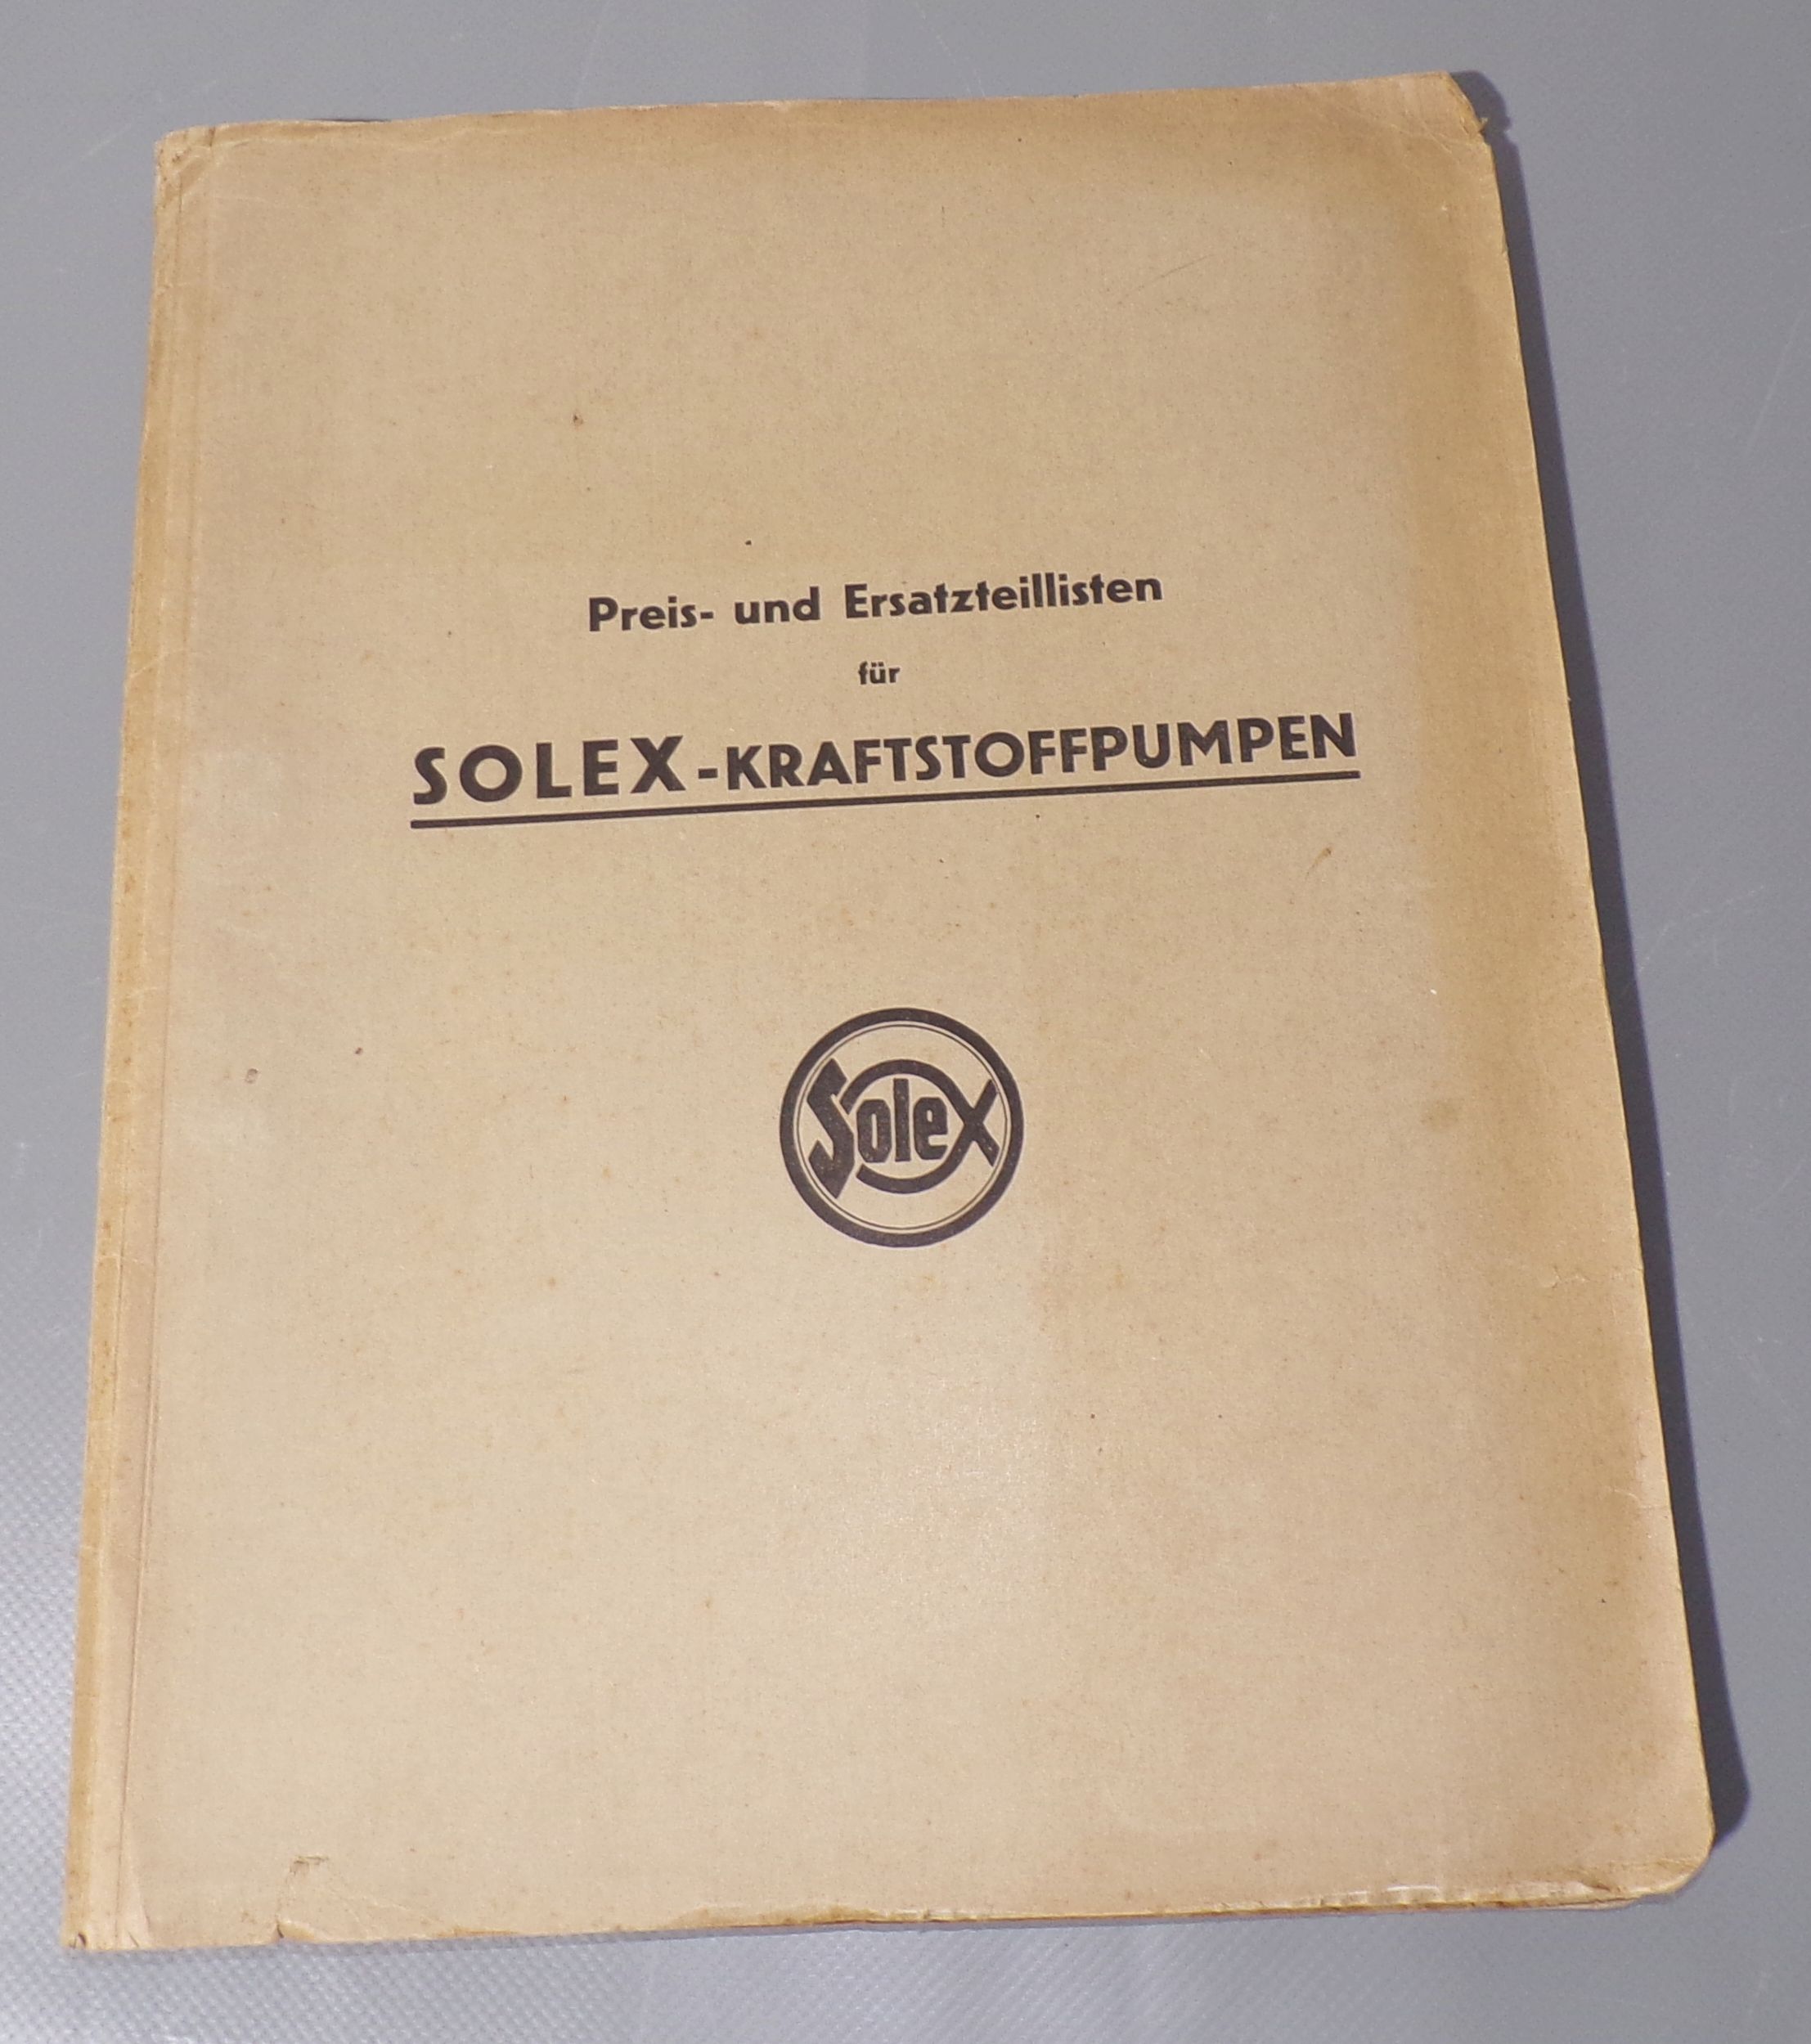 Preis- und Ersatzteillisten
für
SOLEX-KRAFTSTOFFPUMPEN
Solex